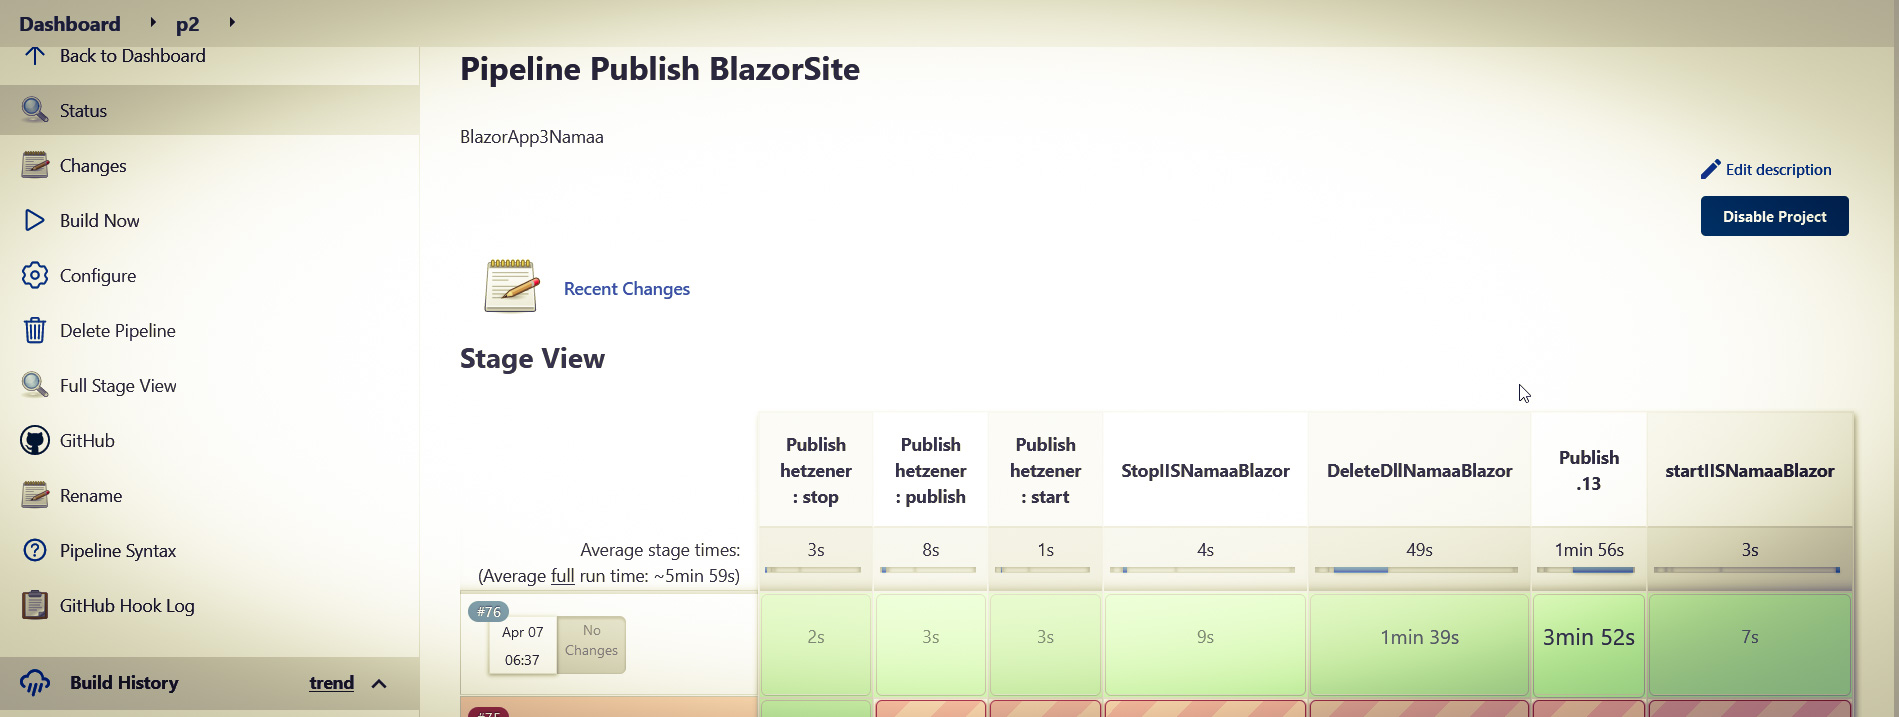 Dashboard
p2
Back to Dashboard
Status
Changes
Build Now
Configure
Delete Pipeline
Full Stage View
GitHub
Rename
Pipeline Syntax
GitHub Hook Log
Build History
trend
Pipeline Publish BlazorSite
BlazorApp3Namaa
Edit description
Disable Project
Recent Changes
Stage View
Publish
hetzener
: stop
Publish
hetzener
: publish
Publish
hetzener
: start
StopIISNamaaBlazor
DeleteDllNamaaBlazor
Publish
.13
startIISNamaaBlazor
Average stage times:
3s
8s
1s
4s
49s
1min 56s
3s
(Average full run time: ~5min 59s)
#76
Apr 07
06:37
No
Changes
2s
3s
3s
9s
1min 39s
3min 52s
7s
#75